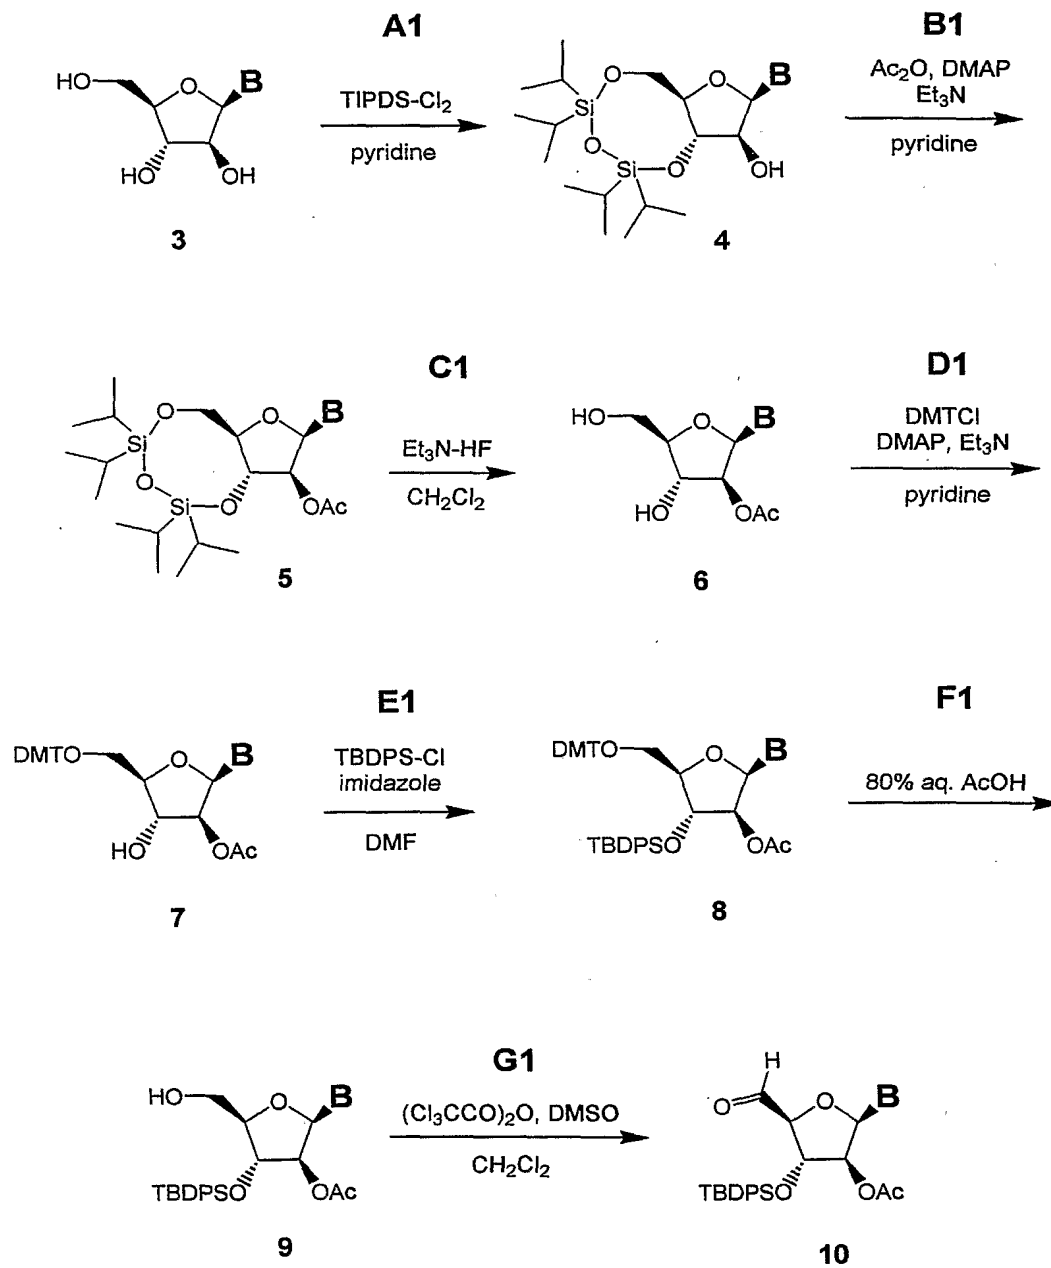 A1
TIPDS-Cl2
pyridine
HO
O
B
HO
OH
3
O
Si
O
Si
O
O
B
OH
4
B1
Ac2O, DMAP
Et3N
pyridine
O
Si
O
Si
O
O
B
OAc
5
C1
Et3N-HF
CH2Cl2
HO
O
B
HO
OAc
6
D1
DMTCl
DMAP, Et3N
pyridine
DMTO
O
B
HO
OAc
7
E1
TBDPS-Cl
imidazole
DMF
DMTO
O
B
TBDPSO
OAc
8
F1
80% aq. AcOH
HO
O
B
TBDPSO
OAc
9
G1
(Cl3CCO)2O, DMSO
CH2Cl2
H
O
O
B
TBDPSO
OAc
10